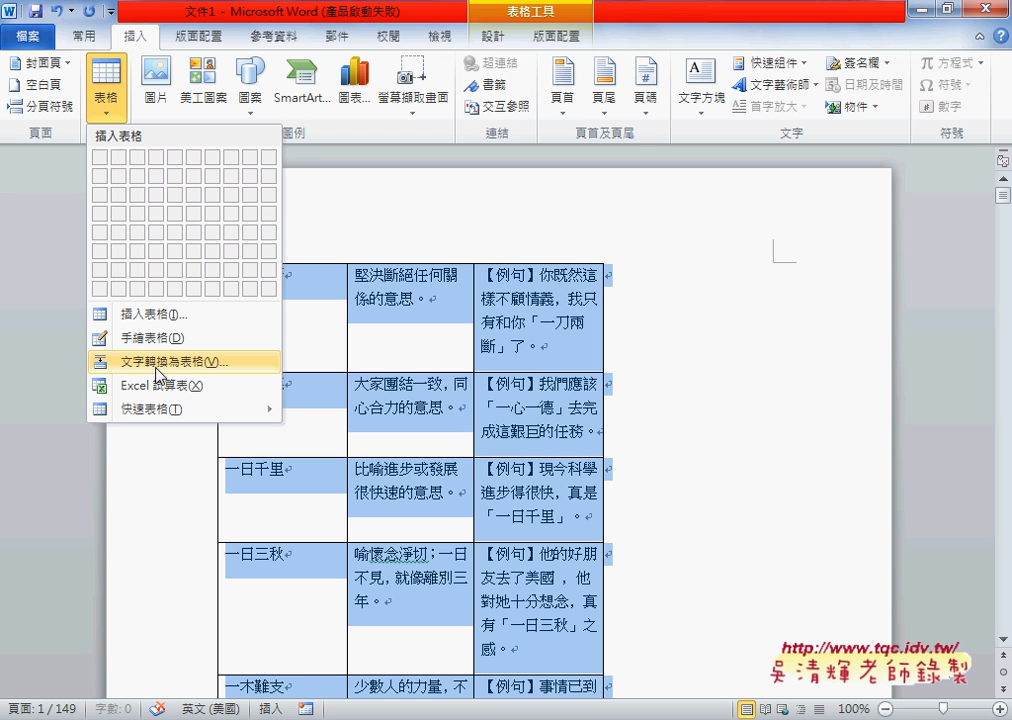 文件1 - Microsoft Word (產品啟動失敗)
表格工具
檔案 常用 插入 版面配置 參考資料 郵件 校閱 檢視 設計 版面配置
封面頁
空白頁
分頁符號
頁面
表格
圖片 美工圖案 圖案 SmartArt... 圖表... 螢幕擷取畫面
圖例
超連結
書籤
交互參照
連結
頁首 頁尾 頁碼
頁首及頁尾
文字方塊
快速組件
文字藝術師
首字放大
簽名欄
日期及時間
物件
文字
方程式
符號
數字
符號
插入表格
插入表格(I)...
手繪表格(D)
文字轉換為表格(V)...
Excel 試算表(X)
快速表格(T)
堅決斷絕任何關
係的意思。
【例句】你既然這
樣不顧情義，我只
有和你「一刀兩
斷」了。
大家團結一致，同
心合力的意思。
【例句】我們應該
「一心一德」去完
成這艱巨的任務。
一日千里
比喻進步或發展
很快速的意思。
【例句】現今科學
進步得很快，真是
「一日千里」。
一日三秋
喻懷念淨切；一日
不見，就像離別三
年。
【例句】他的好朋
友去了美國 ，他
對她十分想念，真
有「一日三秋」之
感。
一木難支
少數人的力量，不
【例句】事情已到
http://www.tqc.idv.tw/
吳清輝老師錄製
頁面: 1 / 149 字數: 0 英文 (美國) 插入 100%